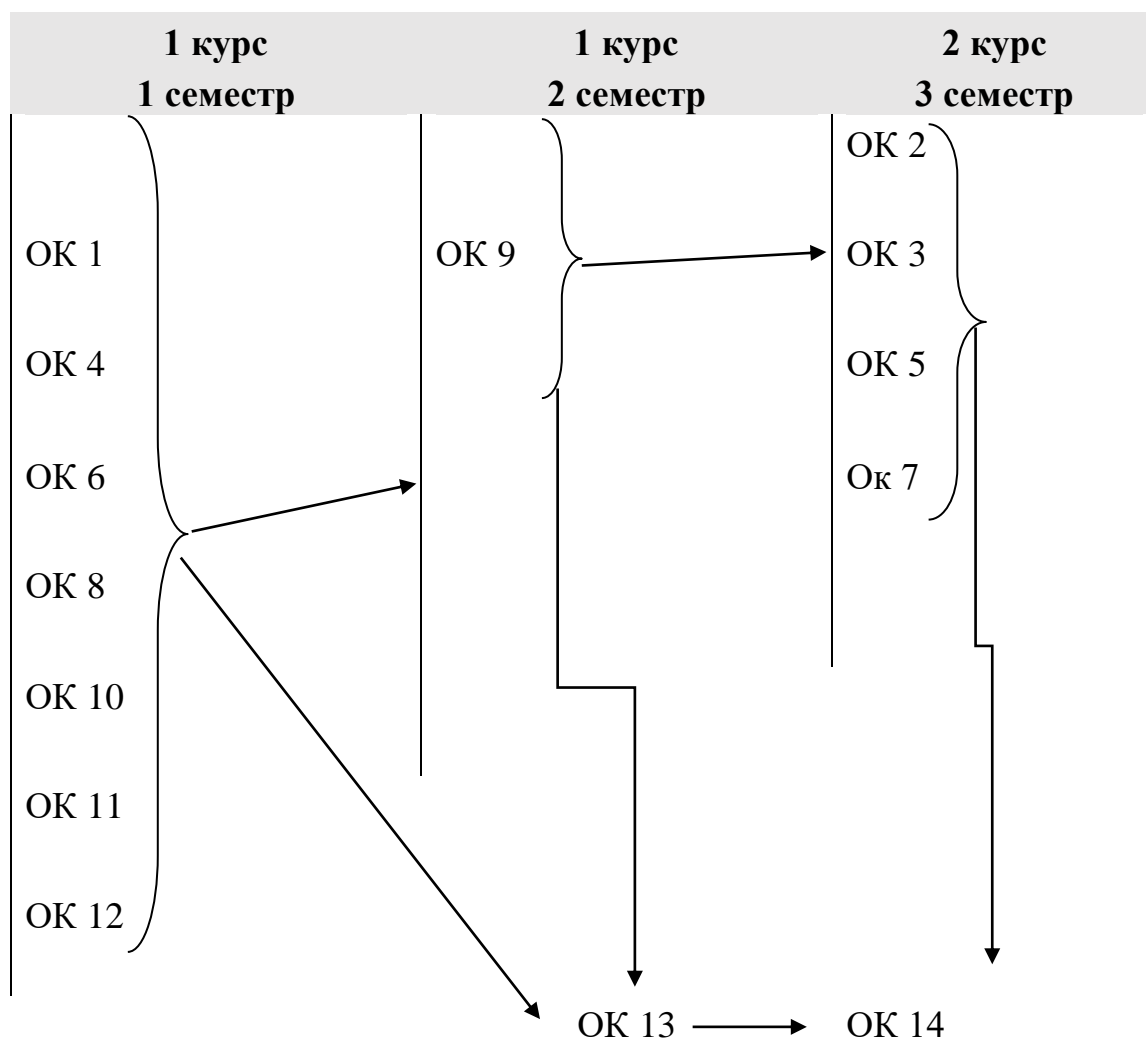 1 курс
1 семестр
1 курс
2 семестр
2 курс
3 семестр
ОК 1
ОК 4
ОК 6
ОК 8
ОК 10
ОК 11
ОК 12
ОК 9
ОК 13
ОК 2
ОК 3
ОК 5
Ок 7
ОК 14